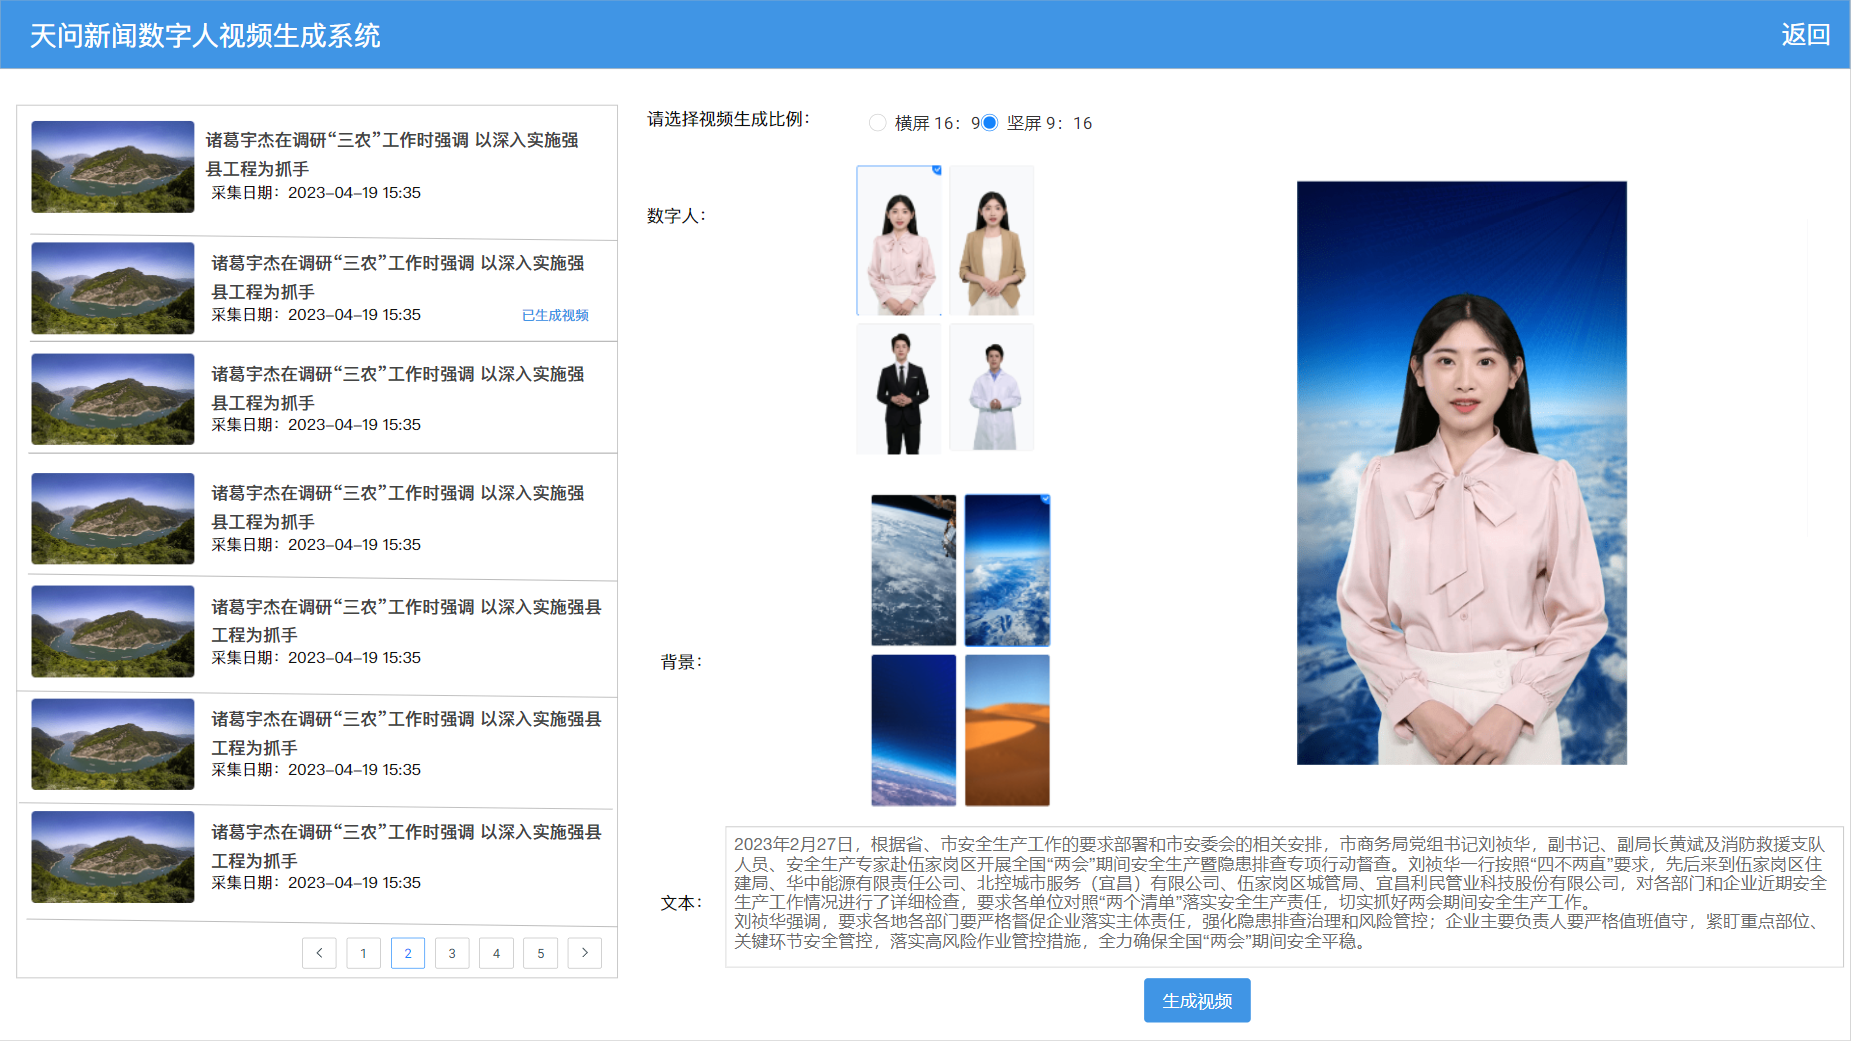 天问新闻数字人视频生成系统
返回
诸葛宇杰在调研“三农”工作时强调 以深入实施强
县工程为抓手
采集日期：2023-04-19 15:35
诸葛宇杰在调研“三农”工作时强调 以深入实施强
县工程为抓手
采集日期：2023-04-19 15:35
已生成视频
诸葛宇杰在调研“三农”工作时强调 以深入实施强
县工程为抓手
采集日期：2023-04-19 15:35
诸葛宇杰在调研“三农”工作时强调 以深入实施强
县工程为抓手
采集日期：2023-04-19 15:35
诸葛宇杰在调研“三农”工作时强调 以深入实施强县
工程为抓手
采集日期：2023-04-19 15:35
诸葛宇杰在调研“三农”工作时强调 以深入实施强县
工程为抓手
采集日期：2023-04-19 15:35
诸葛宇杰在调研“三农”工作时强调 以深入实施强县
工程为抓手
采集日期：2023-04-19 15:35
< 1 2 3 4 5 >
请选择视频生成比例：
横屏 16：9 竖屏 9：16
数字人：
背景：
文本：
2023年2月27日，根据省、市安全生产工作的要求部署和市安委会的相关安排，市商务局党组书记刘祯华，副书记、副局长黄斌及消防救援支队
人员、安全生产专家赴伍家岗区开展全国“两会”期间安全生产暨隐患排查专项行动督查。刘祯华一行按照“四不两直”要求，先后来到伍家岗区住
建局、华中能源有限责任公司、北控城市服务（宜昌）有限公司、伍家岗区城管局、宜昌利民管业科技股份有限公司，对各部门和企业近期安全
生产工作情况进行了详细检查，要求各单位对照“两个清单”落实安全生产责任，切实抓好两会期间安全生产工作。
刘祯华强调，要求各地各部门要严格督促企业落实主体责任，强化隐患排查治理和风险管控；企业主要负责人要严格值班值守，紧盯重点部位、
关键环节安全管控，落实高风险作业管控措施，全力确保全国“两会”期间安全平稳。
生成视频